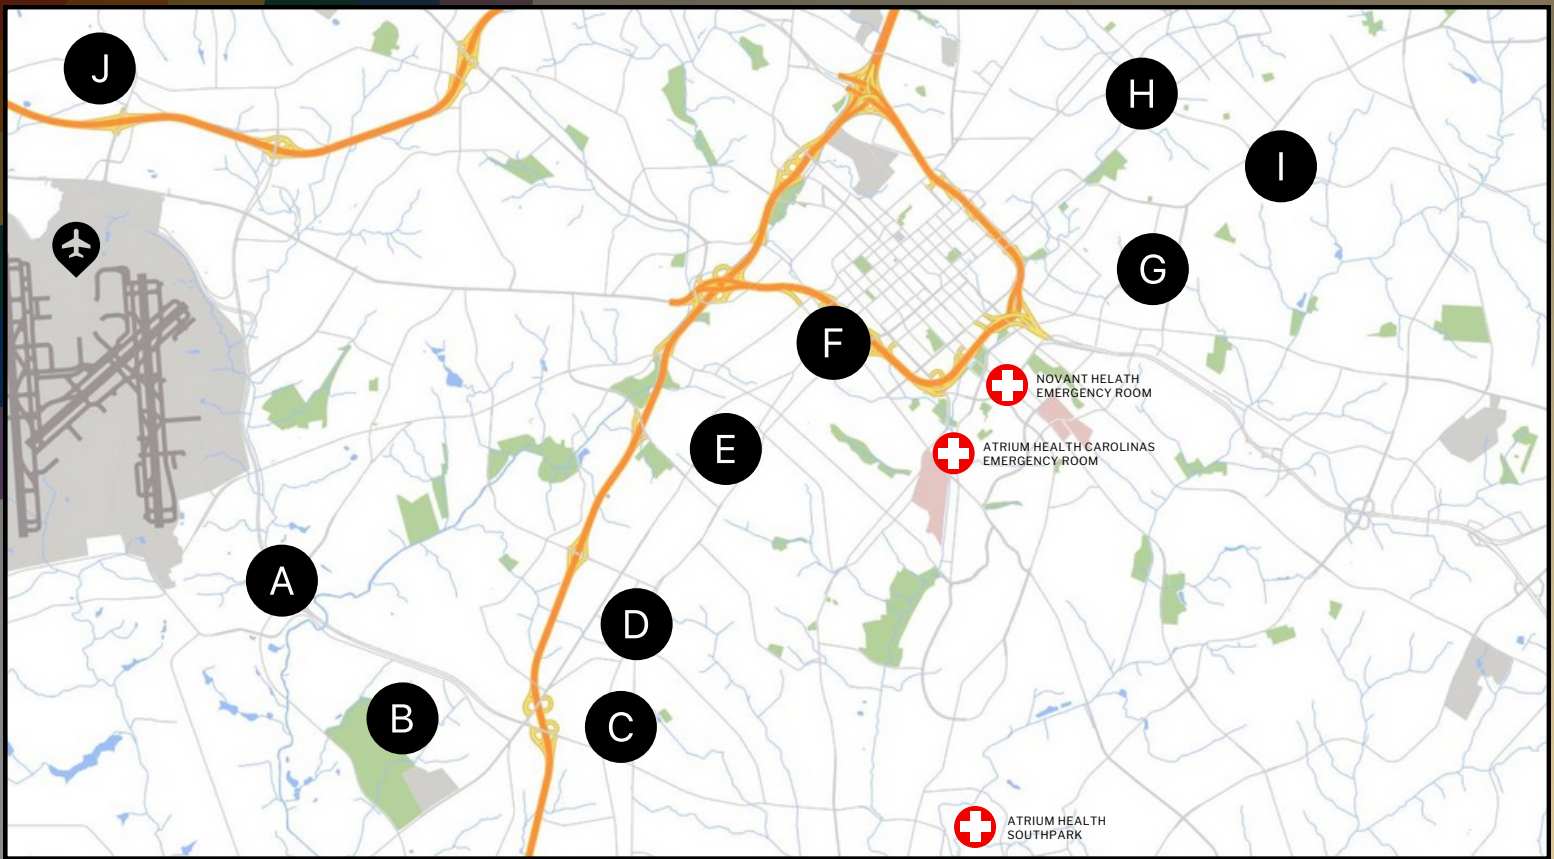 J
H
I
G
F
NOVANT HELATH
EMERGENCY ROOM
E
ATRIUM HEALTH CAROLINAS
EMERGENCY ROOM
A
D
B
C
ATRIUM HEALTH
SOUTHPARK